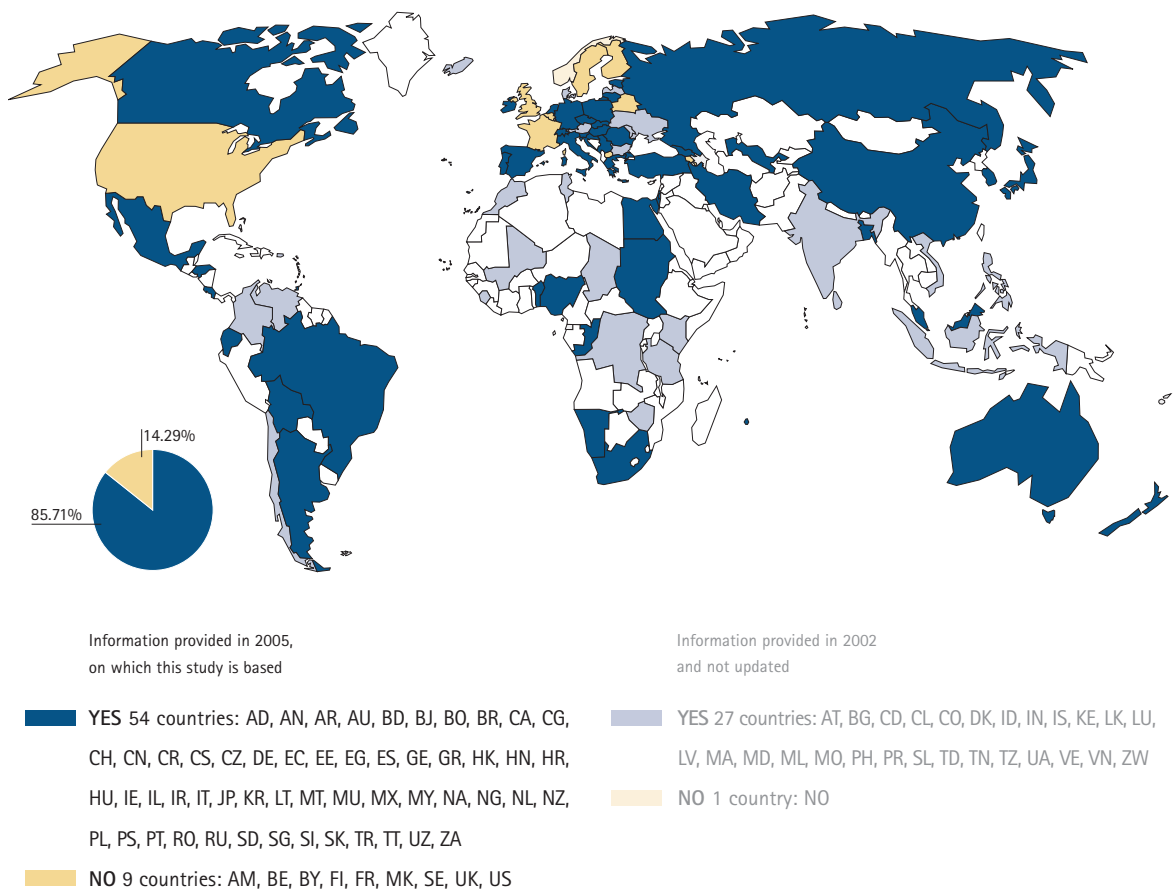 14.29%
85.71%
Information provided in 2005,
on which this study is based
YES 54 countries: AD, AN, AR, AU, BD, BJ, BO, BR, CA, CG,
CH, CN, CR, CS, CZ, DE, EC, EE, EG, ES, GE, GR, HK, HN, HR,
HU, IE, IL, IR, IT, JP, KR, LT, MT, MU, MX, MY, NA, NG, NL, NZ,
PL, PS, PT, RO, RU, SD, SG, SI, SK, TR, TT, UZ, ZA
NO 9 countries: AM, BE, BY, FI, FR, MK, SE, UK, US
Information provided in 2002
and not updated
YES 27 countries: AT, BG, CD, CL, CO, DK, ID, IN, IS, KE, LK, LU,
LV, MA, MD, ML, MO, PH, PR, SL, TD, TN, TZ, UA, VE, VN, ZW
NO 1 country: NO